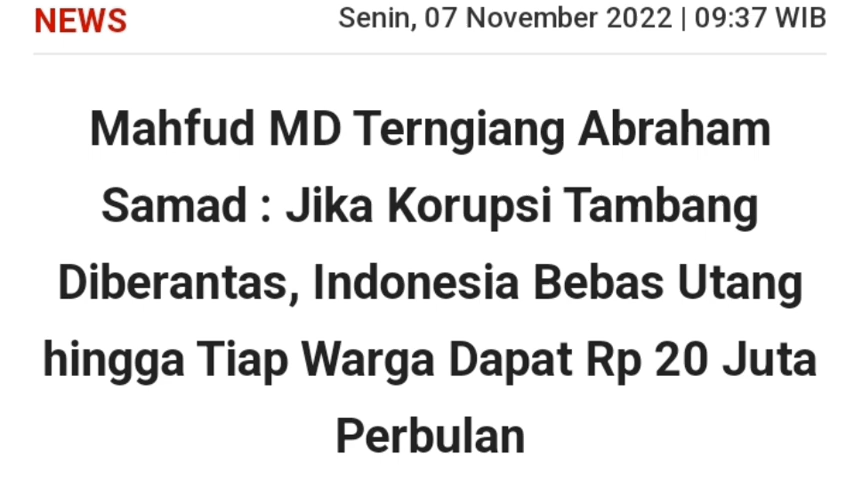 NEWS
Senin, 07 November 2022 | 09:37 WIB
Mahfud MD Terngiang Abraham
Samad : Jika Korupsi Tambang
Diberantas, Indonesia Bebas Utang
hingga Tiap Warga Dapat Rp 20 Juta
Perbulan